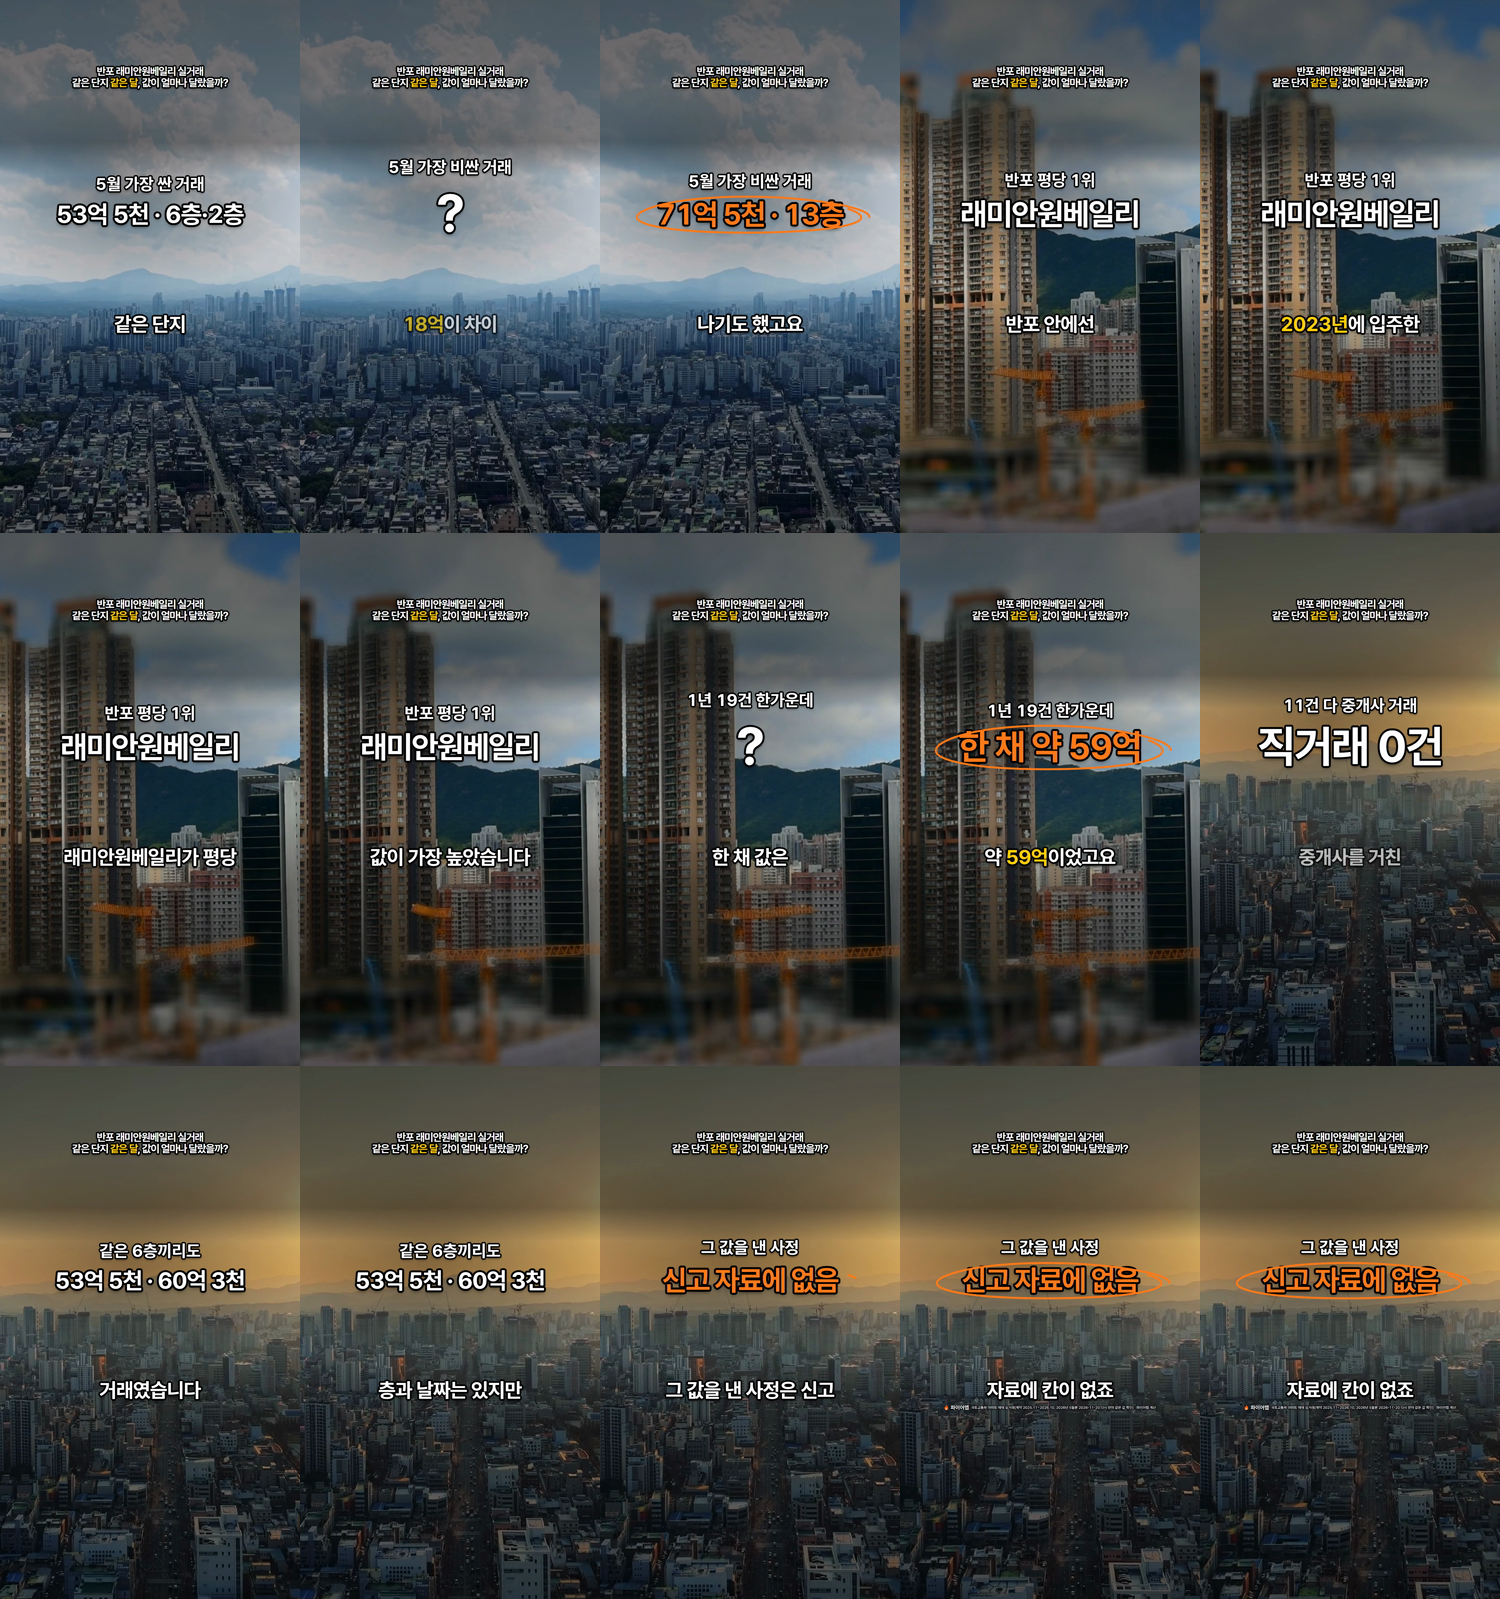 반포 래미안원베일리 실거래
같은 단지 같은 달, 값이 얼마나 달랐을까?
5월 가장 싼 거래
53억 5천 · 6층·2층
같은 단지
반포 래미안원베일리 실거래
같은 단지 같은 달, 값이 얼마나 달랐을까?
5월 가장 비싼 거래
?
18억이 차이
반포 래미안원베일리 실거래
같은 단지 같은 달, 값이 얼마나 달랐을까?
5월 가장 비싼 거래
71억 5천 · 13층
나기도 했고요
반포 래미안원베일리 실거래
같은 단지 같은 달, 값이 얼마나 달랐을까?
반포 평당 1위
래미안원베일리
반포 안에선
반포 래미안원베일리 실거래
같은 단지 같은 달, 값이 얼마나 달랐을까?
반포 평당 1위
래미안원베일리
2023년에 입주한
반포 래미안원베일리 실거래
같은 단지 같은 달, 값이 얼마나 달랐을까?
반포 평당 1위
래미안원베일리
래미안원베일리가 평당
반포 래미안원베일리 실거래
같은 단지 같은 달, 값이 얼마나 달랐을까?
반포 평당 1위
래미안원베일리
값이 가장 높았습니다
반포 래미안원베일리 실거래
같은 단지 같은 달, 값이 얼마나 달랐을까?
1년 19건 한가운데
?
한 채 값은
반포 래미안원베일리 실거래
같은 단지 같은 달, 값이 얼마나 달랐을까?
1년 19건 한가운데
한 채 약 59억
약 59억이었고요
반포 래미안원베일리 실거래
같은 단지 같은 달, 값이 얼마나 달랐을까?
11건 다 중개사 거래
직거래 0건
중개사를 거친
반포 래미안원베일리 실거래
같은 단지 같은 달, 값이 얼마나 달랐을까?
같은 6층끼리도
53억 5천 · 60억 3천
거래였습니다
반포 래미안원베일리 실거래
같은 단지 같은 달, 값이 얼마나 달랐을까?
같은 6층끼리도
53억 5천 · 60억 3천
층과 날짜는 있지만
반포 래미안원베일리 실거래
같은 단지 같은 달, 값이 얼마나 달랐을까?
그 값을 낸 사정
신고 자료에 없음
그 값을 낸 사정은 신고
반포 래미안원베일리 실거래
같은 단지 같은 달, 값이 얼마나 달랐을까?
그 값을 낸 사정
신고 자료에 없음
자료에 칸이 없죠
파이어맵
반포 래미안원베일리 실거래
같은 단지 같은 달, 값이 얼마나 달랐을까?
그 값을 낸 사정
신고 자료에 없음
자료에 칸이 없죠
파이어맵